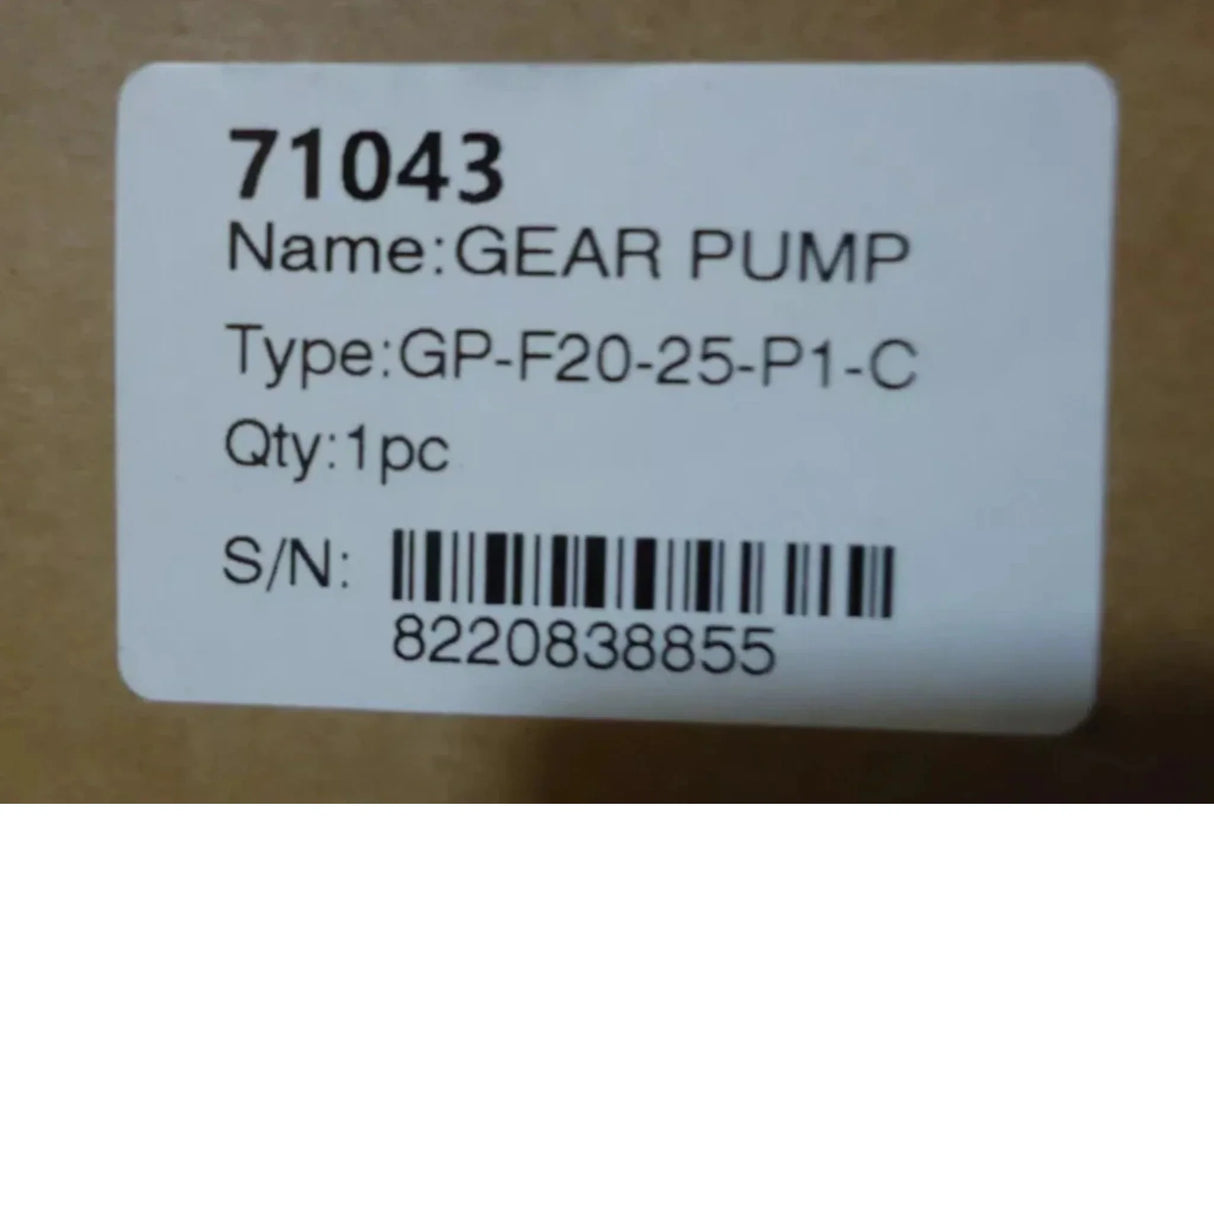 71043
Name:GEAR PUMP
Type:GP-F20-25-P1-C
Qty:1pc
S/N:
8220838855